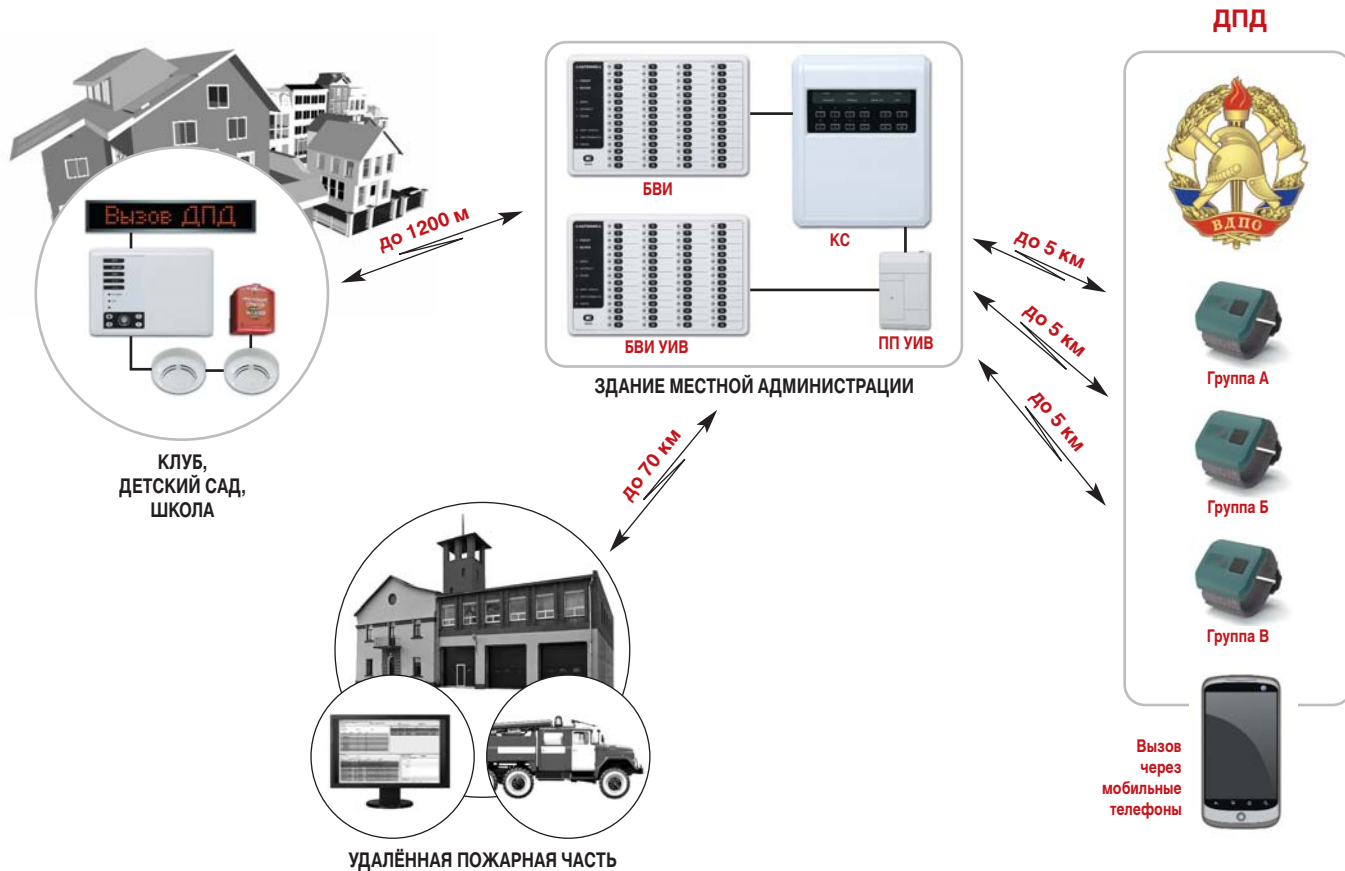 ДПД
Вызов ДПД
до 1200 м
БВИ
КС
БВИ УИВ
ПП УИВ
ЗДАНИЕ МЕСТНОЙ АДМИНИСТРАЦИИ
до 5 км
до 5 км
до 5 км
ВДПО
Группа А
Группа Б
Группа В
КЛУБ,
ДЕТСКИЙ САД,
ШКОЛА
до 70 км
Вызов
через
мобильные
телефоны
УДАЛЁННАЯ ПОЖАРНАЯ ЧАСТЬ